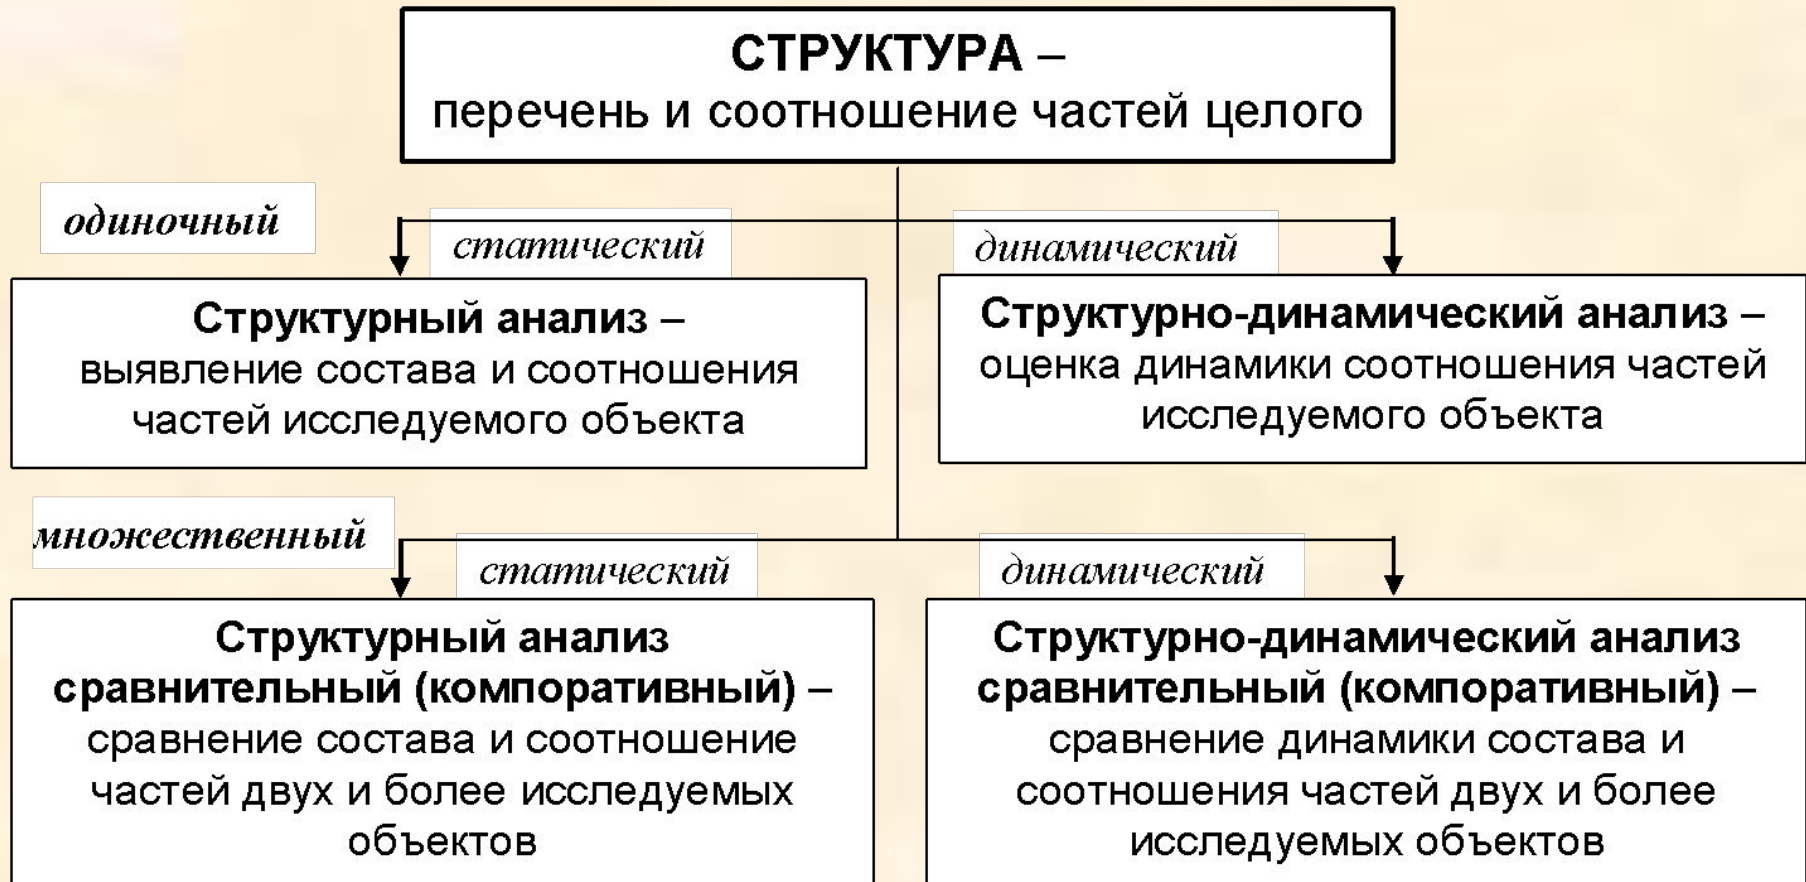 СТРУКТУРА –
перечень и соотношение частей целого
одиночный
статический
динамический
Структурный анализ –
выявление состава и соотношения
частей исследуемого объекта
Структурно-динамический анализ –
оценка динамики соотношения частей
исследуемого объекта
множественный
статический
динамический
Структурный анализ
сравнительный (компоративный) –
сравнение состава и соотношение
частей двух и более исследуемых
объектов
Структурно-динамический анализ
сравнительный (компоративный) –
сравнение динамики состава и
соотношения частей двух и более
исследуемых объектов